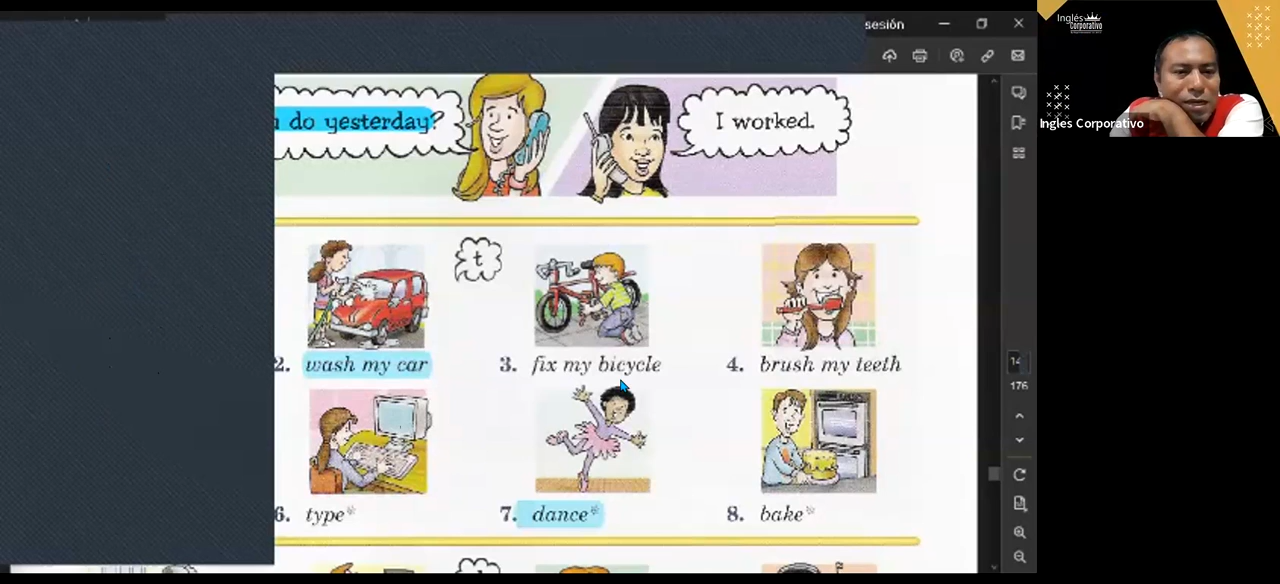 sesión
Inglés
Corporativo
Ingles Corporativo
do yesterday?
I worked.
t
2. wash my car
3. fix my bicycle
4. brush my teeth
176
6. type*
7. dance*
8. bake*